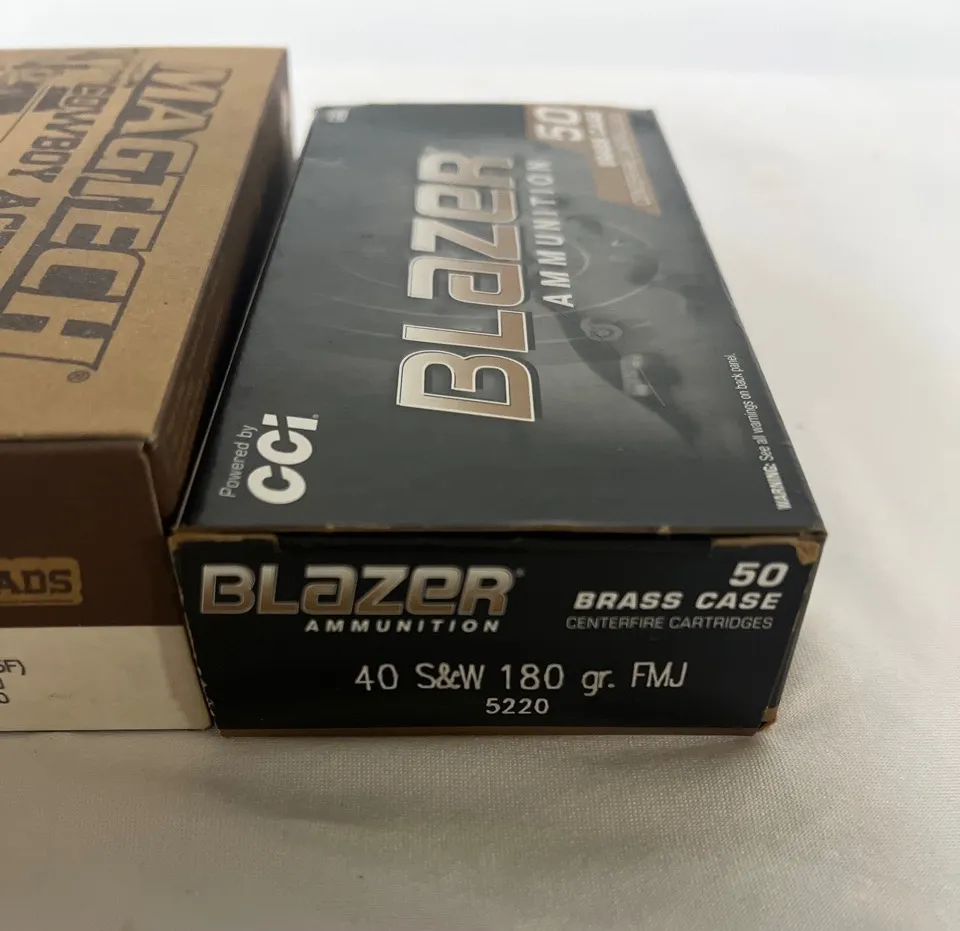 MAGTECH®
COWBOY
ADS
5F)
BLAZER
AMMUNITION
50
BRASS CASE
Powered by
CCI®
WARNING: See all warnings on back panel.
BLAZER®
AMMUNITION
50
BRASS CASE
CENTERFIRE CARTRIDGES
40 S&W 180 gr. FMJ
5220